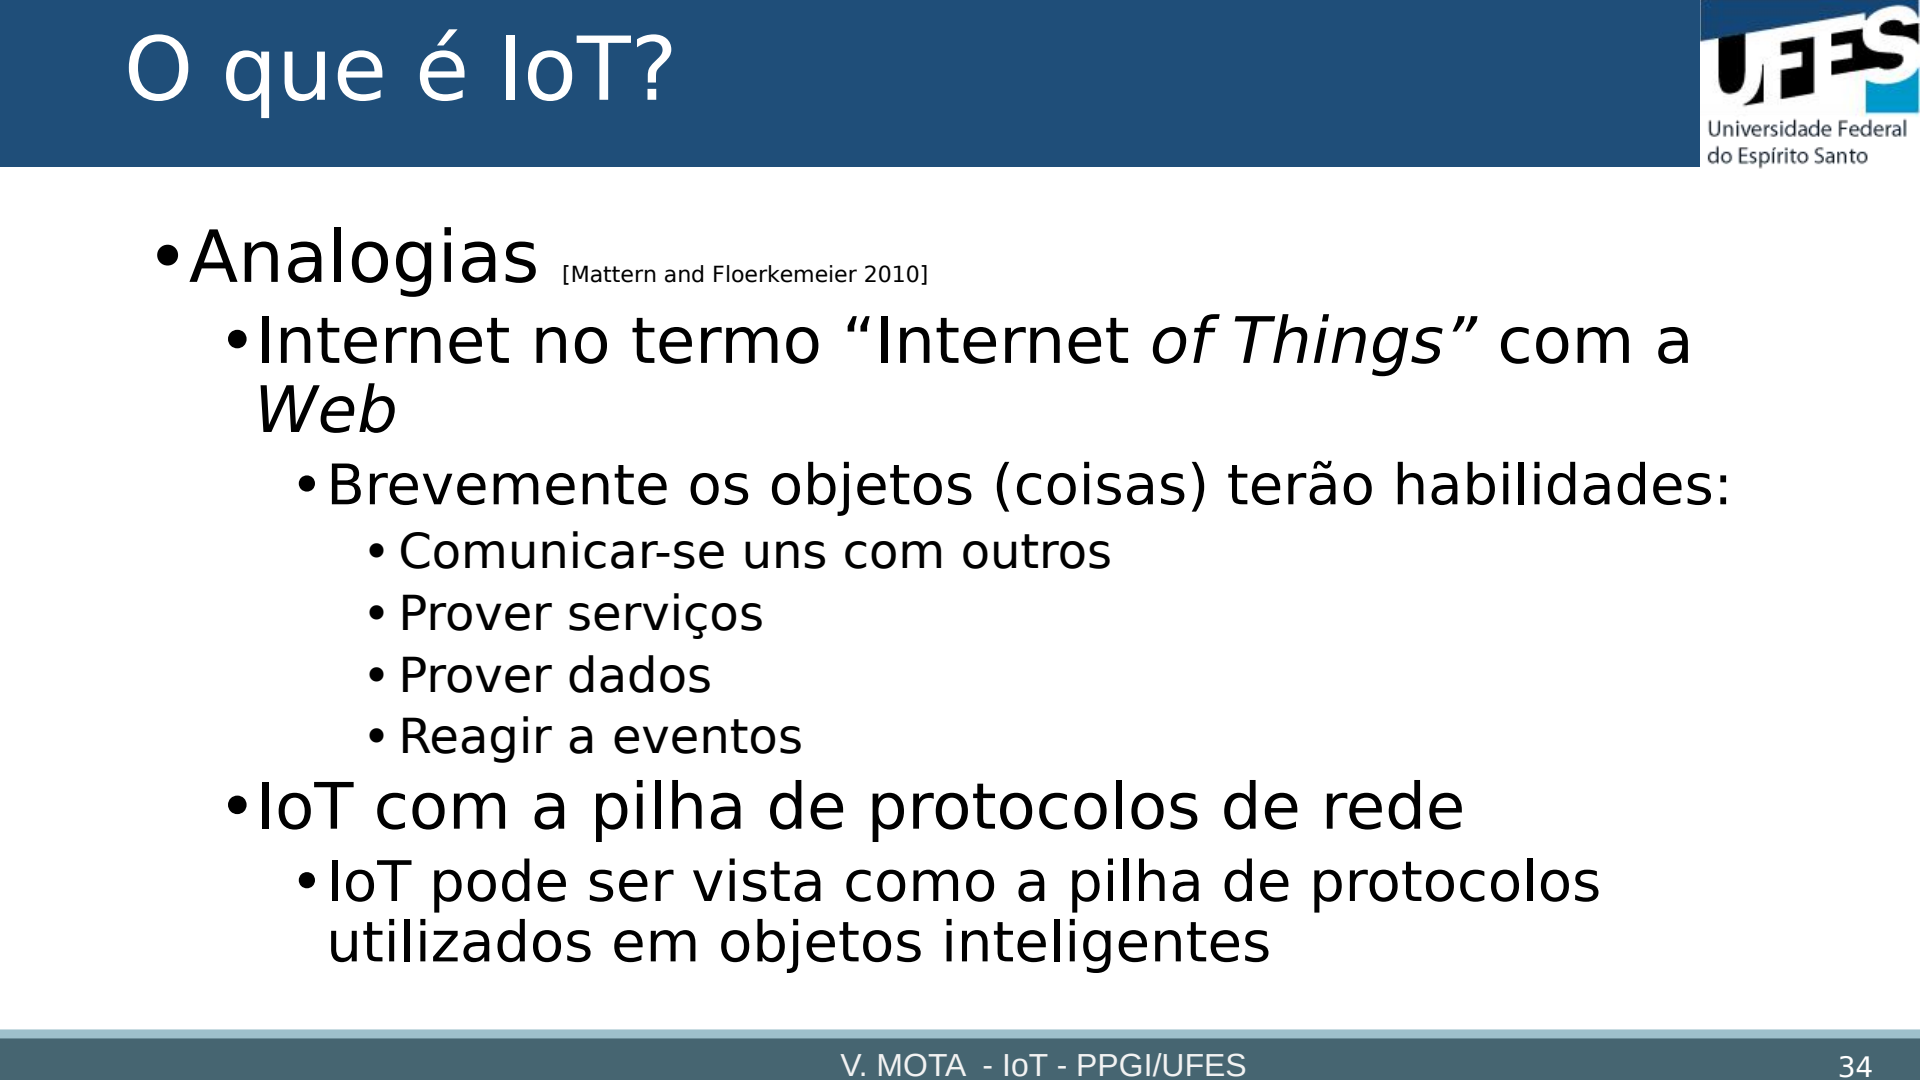 O que é IoT?
UFES
Universidade Federal
do Espírito Santo
•Analogias [Mattern and Floerkemeier 2010]
•Internet no termo “Internet of Things” com a
Web
•Brevemente os objetos (coisas) terão habilidades:
•Comunicar-se uns com outros
•Prover serviços
•Prover dados
•Reagir a eventos
•IoT com a pilha de protocolos de rede
•IoT pode ser vista como a pilha de protocolos
utilizados em objetos inteligentes
V. MOTA - IoT - PPGI/UFES
34